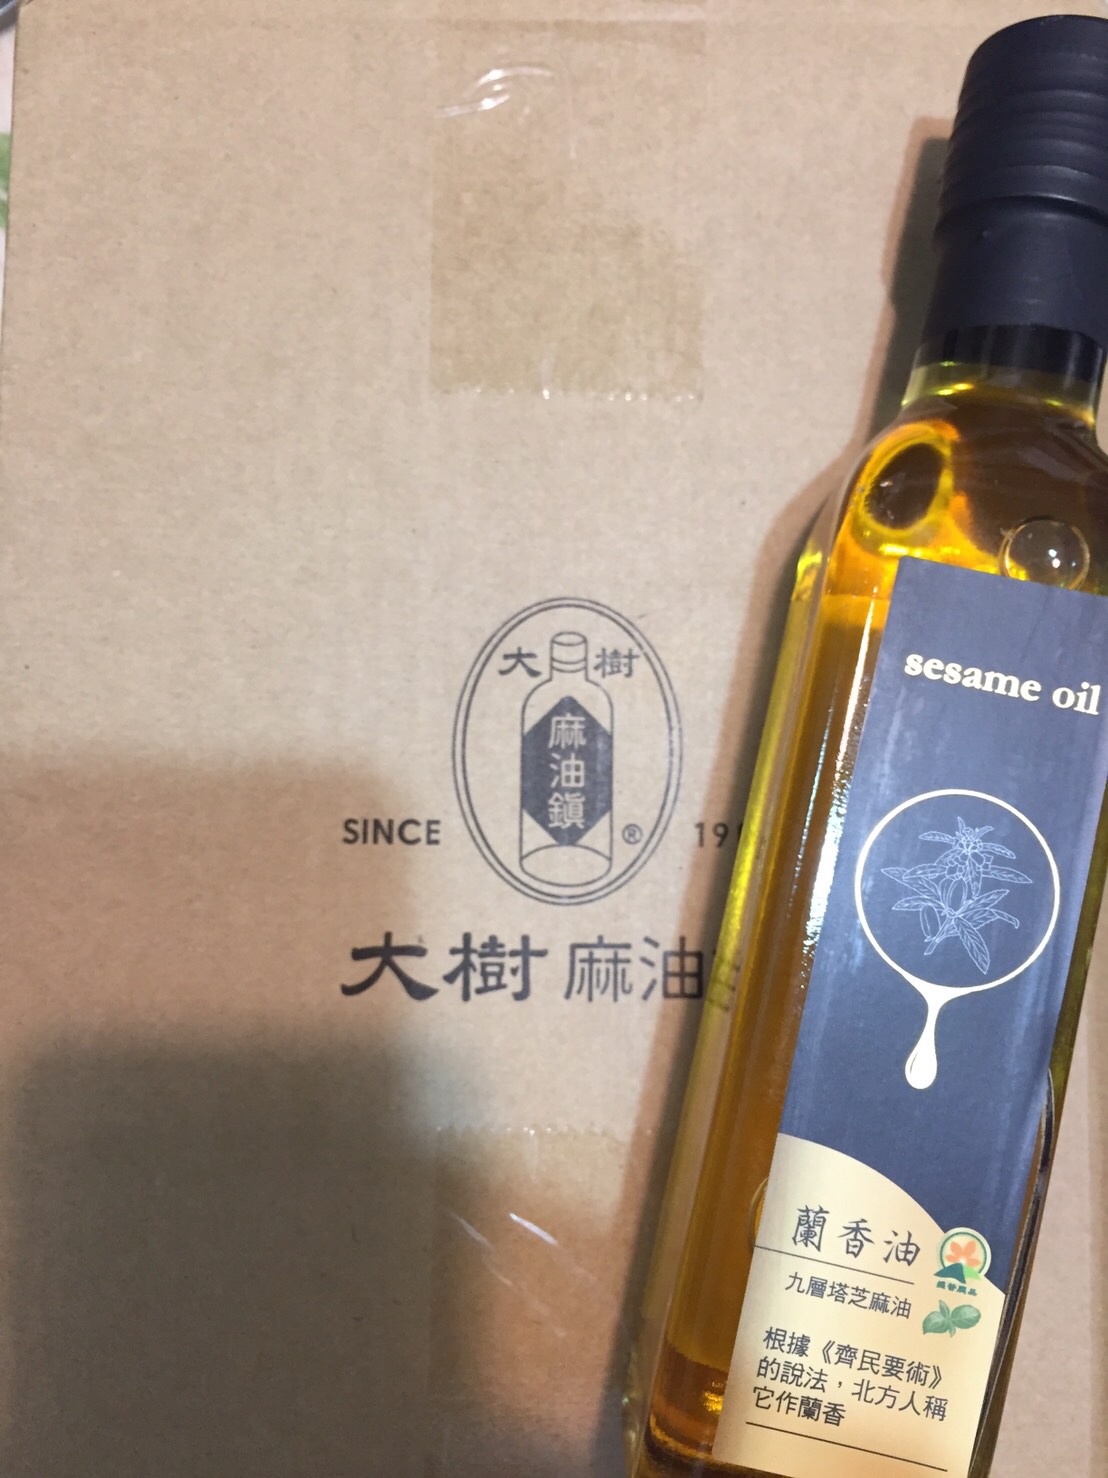 大樹
麻油鎮
®
SINCE 19
大樹 麻油
sesame oil
蘭香油
九層塔芝麻油
根據《齊民要術》
的說法，北方人稱
它作蘭香